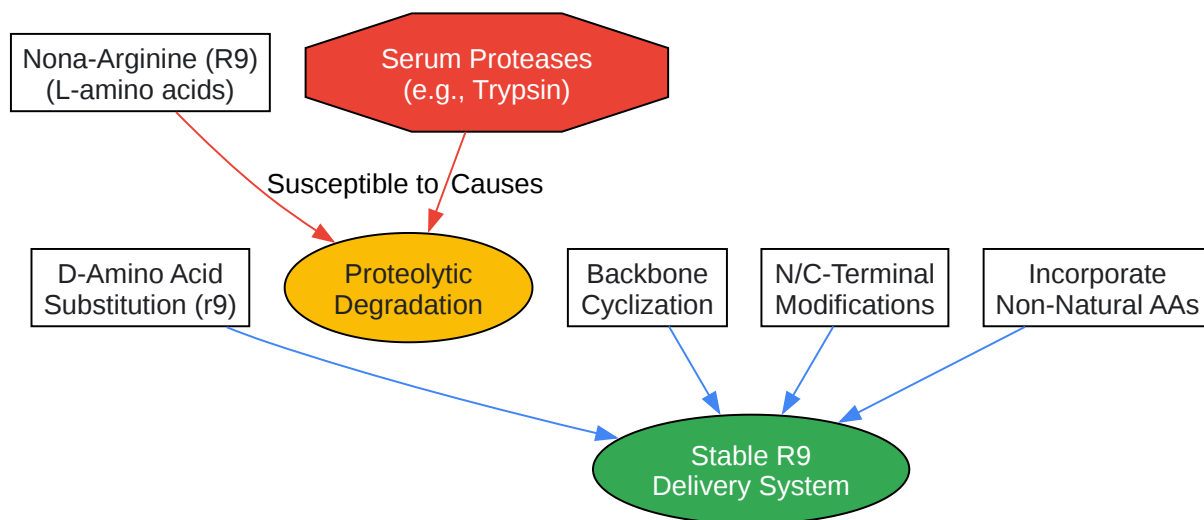 Nona-Arginine (R9)
(L-amino acids)
Serum Proteases
(e.g., Trypsin)
Susceptible to
Causes
D-Amino Acid
Substitution (r9)
Proteolytic
Degradation
Backbone
Cyclization
N/C-Terminal
Modifications
Incorporate
Non-Natural AAs
Stable R9
Delivery System